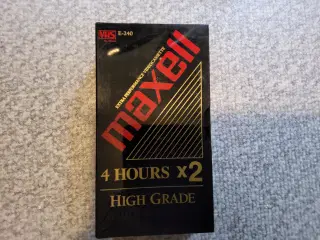 VHS E-240
maxell
EXTRA PERFORMANCE VIDEOCASSETTE
4 HOURS x2
HIGH GRADE